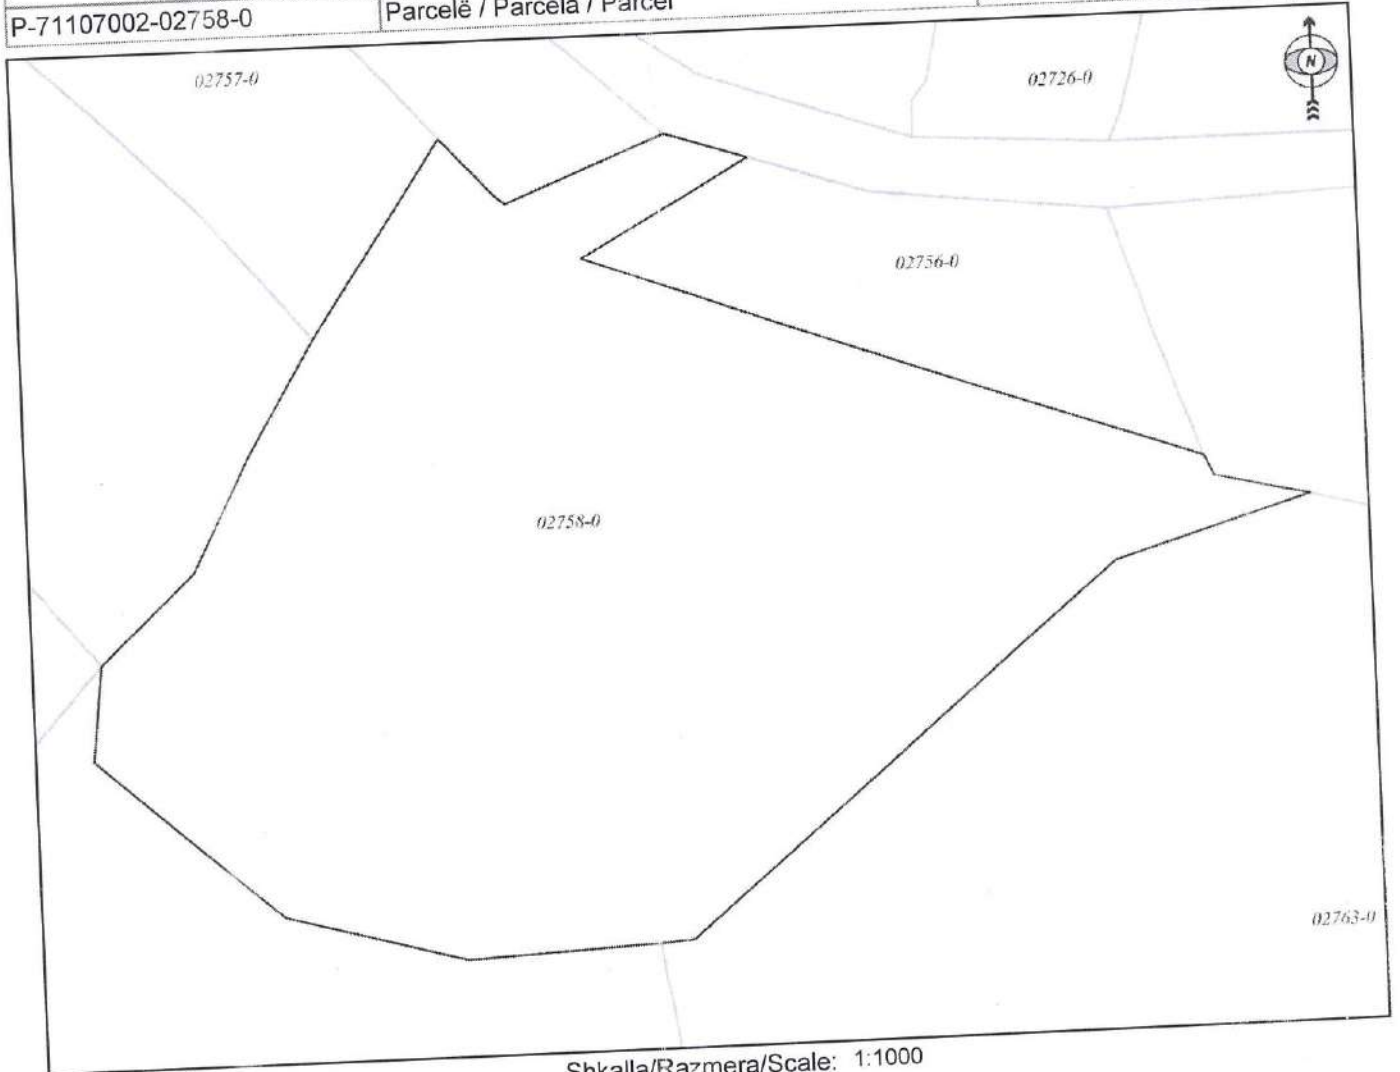 P-71107002-02758-0
Parcelë / Parcela / Parcel
02757-0
02726-0
N
02756-0
02758-0
02763-0
Shkalla/Razmera/Scale: 1:1000